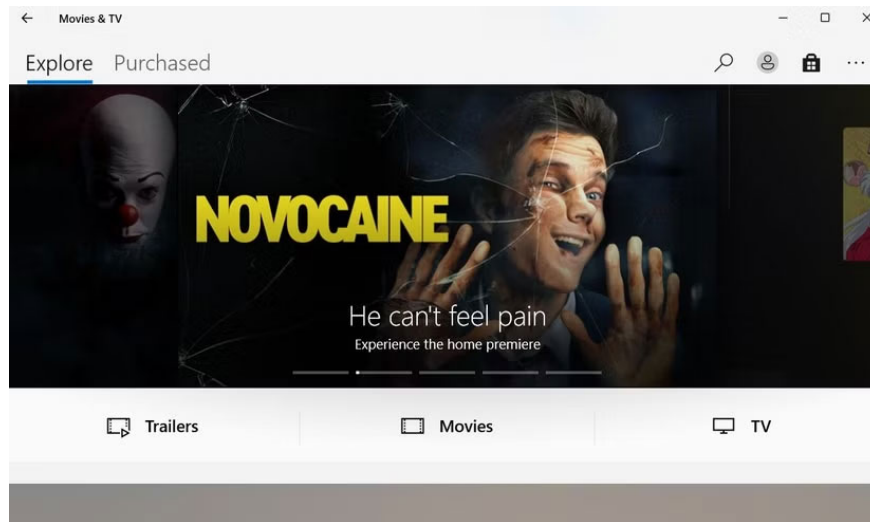 Movies & TV
Explore Purchased
NOVOCAINE
He can't feel pain
Experience the home premiere
Trailers
Movies
TV